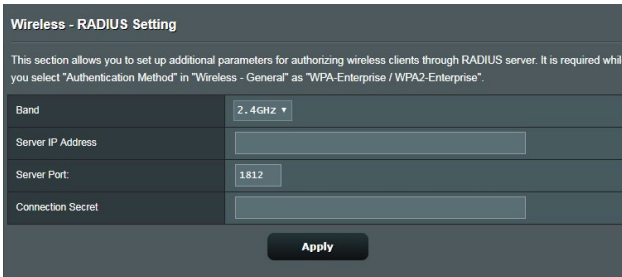 Wireless - RADIUS Setting
This section allows you to set up additional parameters for authorizing wireless clients through RADIUS server. It is required whil
you select "Authentication Method" in "Wireless - General" as "WPA-Enterprise / WPA2-Enterprise".
Band 2.4GHz
Server IP Address
Server Port: 1812
Connection Secret
Apply